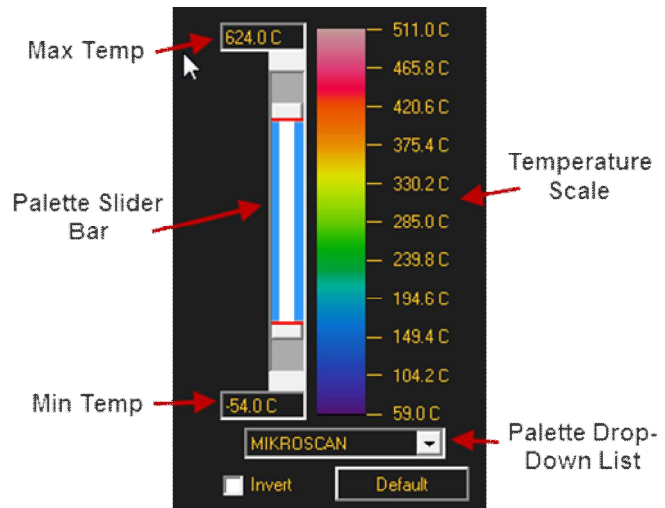 Max Temp
624.0 C
511.0 C
465.8 C
420.6 C
375.4 C
330.2 C
285.0 C
239.8 C
194.6 C
149.4 C
104.2 C
59.0 C
Temperature
Scale
Palette Slider
Bar
Min Temp
-54.0 C
MIKROSCAN
Palette Drop-
Down List
Invert
Default